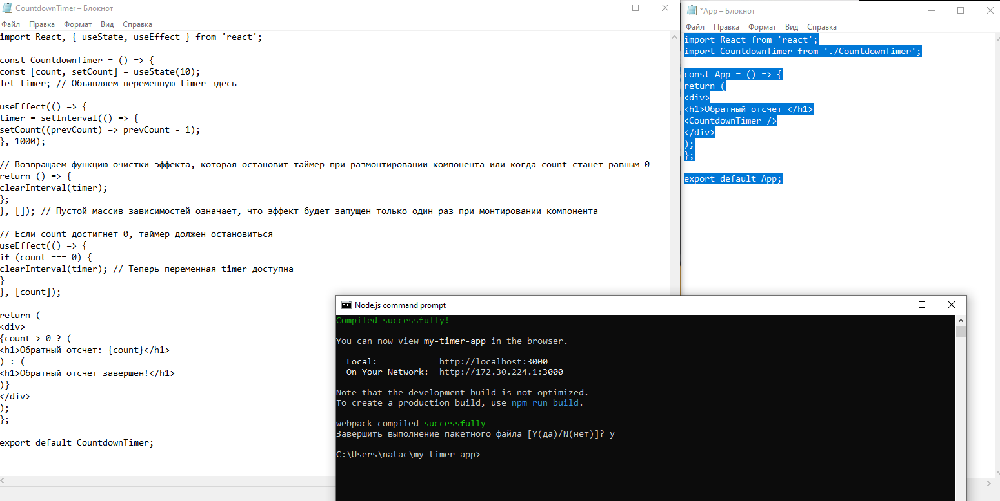 CountdownTimer – Блокнот
Файл Правка Формат Вид Справка
import React, { useState, useEffect } from 'react';
const CountdownTimer = () => {
const [count, setCount] = useState(10);
let timer; // Объявляем переменную timer здесь
useEffect(() => {
timer = setInterval(() => {
setCount((prevCount) => prevCount - 1);
}, 1000);
// Возвращаем функцию очистки эффекта, которая остановит таймер при размонтировании компонента или когда count станет равным 0
return () => {
clearInterval(timer);
};
}, []); // Пустой массив зависимостей означает, что эффект будет запущен только один раз при монтировании компонента
// Если count достигнет 0, таймер должен остановиться
useEffect(() => {
if (count === 0) {
clearInterval(timer); // Теперь переменная timer доступна
}
}, [count]);
return (
<div>
{count > 0 ? (
<h1>Обратный отсчет: {count}</h1>
) : (
<h1>Обратный отсчет завершен!</h1>
)}
</div>
);
};
export default CountdownTimer;
*App – Блокнот
Файл Правка Формат Вид Справка
import React from 'react';
import CountdownTimer from './CountdownTimer';
const App = () => {
return (
<div>
<h1>Обратный отсчет </h1>
<CountdownTimer />
</div>
);
};
export default App;
Node.js command prompt
Compiled successfully!
You can now view my-timer-app in the browser.
Local: http://localhost:3000
On Your Network: http://172.30.224.1:3000
Note that the development build is not optimized.
To create a production build, use npm run build.
webpack compiled successfully
Завершить выполнение пакетного файла [Y(да)/N(нет)]? y
C:\Users\natac\my-timer-app>